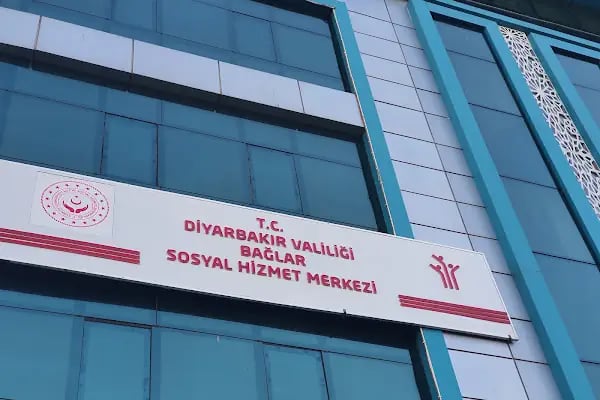 T.C.
DİYARBAKIR VALİLİĞİ
BAĞLAR
SOSYAL HİZMET MERKEZİ